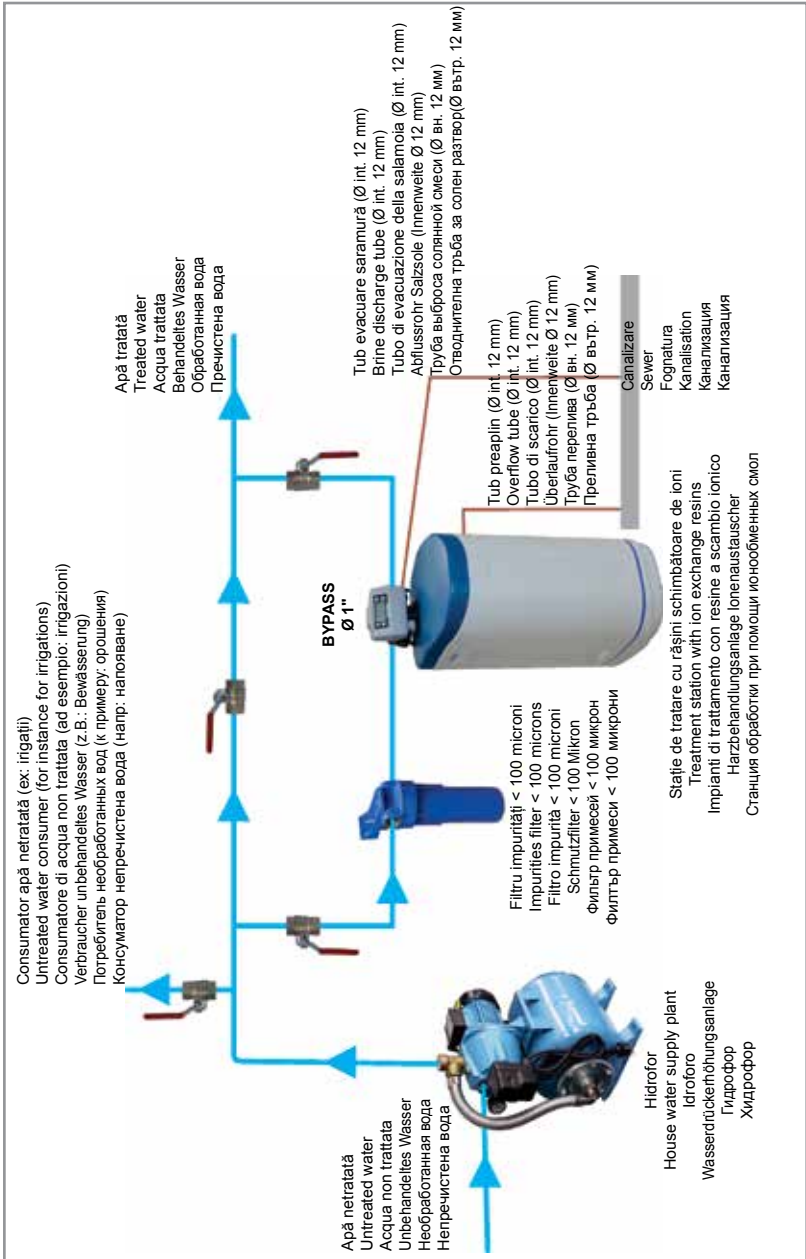 Consumator apă netratată (ex: irigații)
Untreated water consumer (for instance for irrigations)
Consumatore di acqua non trattata (ad esempio: irrigazioni)
Verbraucher unbehandeltes Wasser (z.B.: Bewässerung)
Потребитель необработанных вод (к примеру: орошения)
Консуматор непречистена вода (напр: напояване)
Apă tratată
Treated water
Acqua trattata
Behandeltes Wasser
Обработанная вода
Пречистена вода
Tub evacuare saramură (Ø int. 12 mm)
Brine discharge tube (Ø int. 12 mm)
Tubo di evacuazione della salamoia (Ø int. 12 mm)
Abflussrohr Salzsole (Innenweite Ø 12 mm)
Труба выброса солянной смеси (Ø вн. 12 мм)
Отводнителна тръба за солен разтвор(Ø вътр. 12 мм)
BYPASS
Ø 1"
Tub preaplin (Ø int. 12 mm)
Overflow tube (Ø int. 12 mm)
Tubo di scarico (Ø int. 12 mm)
Überlaufrohr (Innenweite Ø 12 mm)
Труба перелива (Ø вн. 12 мм)
Преливна тръба (Ø вътр. 12 мм)
Canalizare
Sewer
Fognatura
Kanalisation
Канализация
Канализация
Apă netratată
Untreated water
Acqua non trattata
Unbehandeltes Wasser
Необработанная вода
Непречистена вода
Hidrofor
House water supply plant
Idroforo
Wasserdrückerhöhungsanlage
Гидрофор
Хидрофор
Filtru impurități < 100 microni
Impurities filter < 100 microns
Filtro impurità < 100 micron
Schmutzfilter < 100 Mikron
Фильтр примесей < 100 микрон
Филтър примеси < 100 микрони
Stație de tratare cu rășini schimbătoare de ioni
Treatment station with ion exchange resins
Impianti di trattamento con resine a scambio ionico
Harzbehandlungsanlage Ionenaustauscher
Станция обработки при помощи ионообменных смол